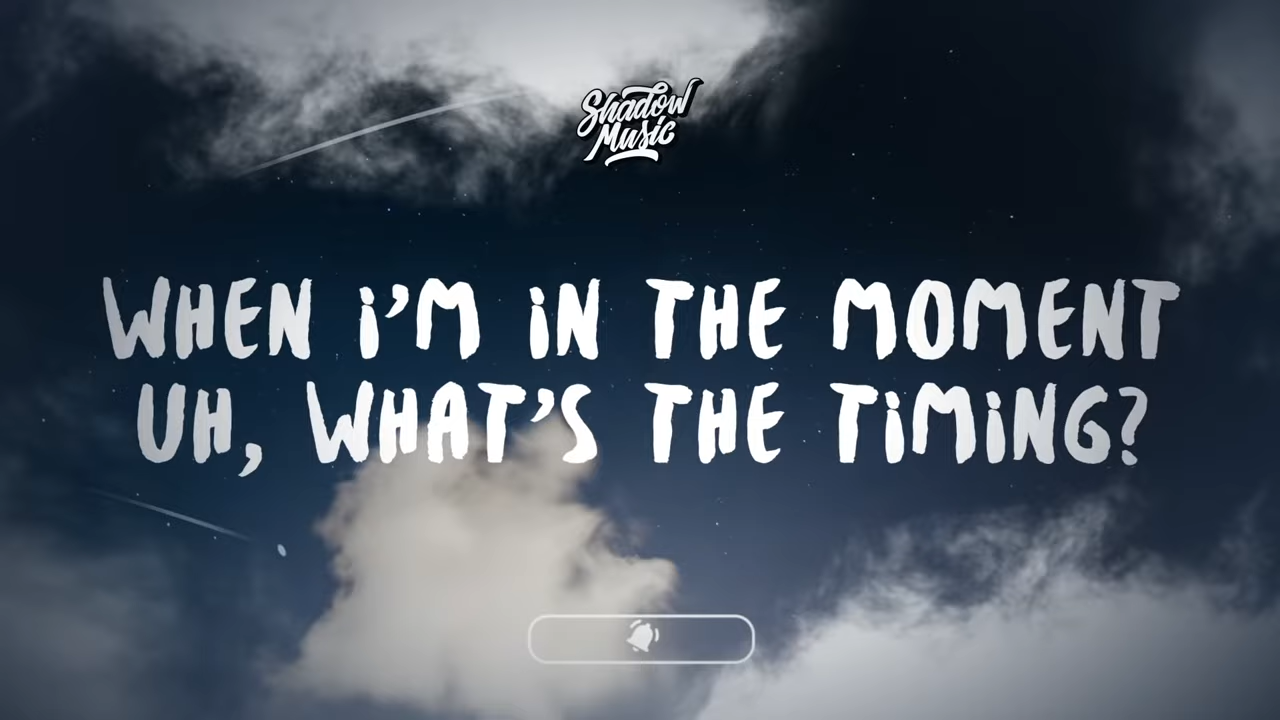 Shadow
Music
WHEN i'M iN THE MOMENT
UH, WHAT'S THE TiMiNG?